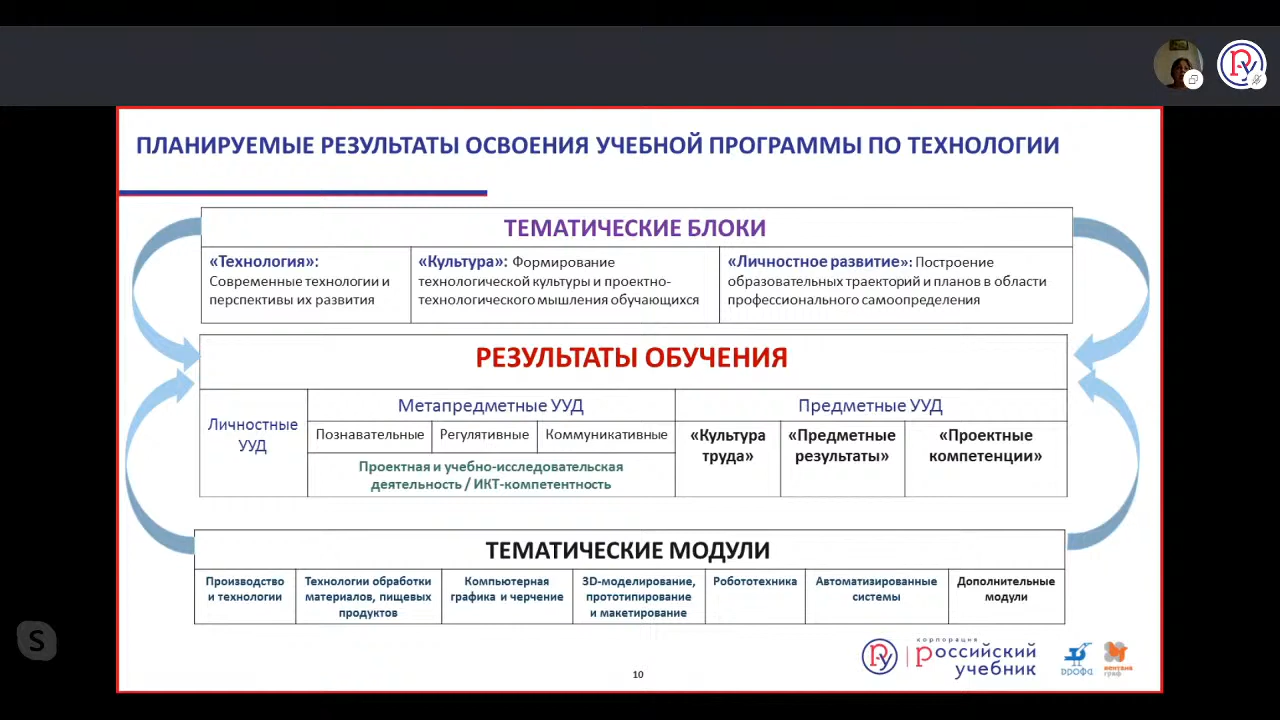 ПЛАНИРУЕМЫЕ РЕЗУЛЬТАТЫ ОСВОЕНИЯ УЧЕБНОЙ ПРОГРАММЫ ПО ТЕХНОЛОГИИ
ТЕМАТИЧЕСКИЕ БЛОКИ
«Технология»:
Современные технологии и
перспективы их развития
«Культура»: Формирование
технологической культуры и проектно-
технологического мышления обучающихся
«Личностное развитие»: Построение
образовательных траекторий и планов в области
профессионального самоопределения
РЕЗУЛЬТАТЫ ОБУЧЕНИЯ
Личностные
УУД
Метапредметные УУД
Познавательные
Регулятивные
Коммуникативные
Проектная и учебно-исследовательская
деятельность / ИКТ-компетентность
Предметные УУД
«Культура
труда»
«Предметные
результаты»
«Проектные
компетенции»
ТЕМАТИЧЕСКИЕ МОДУЛИ
Производство
и технологии
Технологии обработки
материалов, пищевых
продуктов
Компьютерная
графика и черчение
3D-моделирование,
прототипирование
и макетирование
Робототехника
Автоматизированные
системы
Дополнительные
модули
S
10
корпорация
российский
учебник
дрофа
вентана
граф